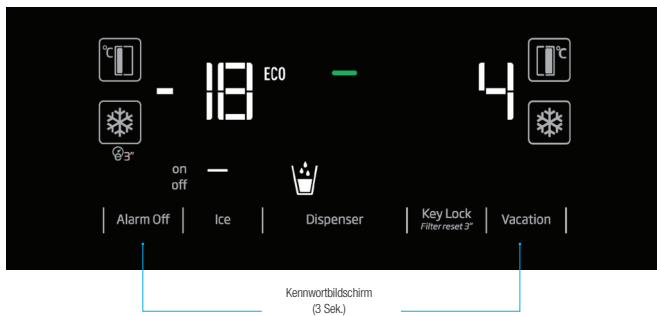 °C °C
- 18 ECO 4
3"
on
off
Alarm Off Ice Dispenser Key Lock Vacation
Filter reset 3"
Kennwortbildschirm
(3 Sek.)